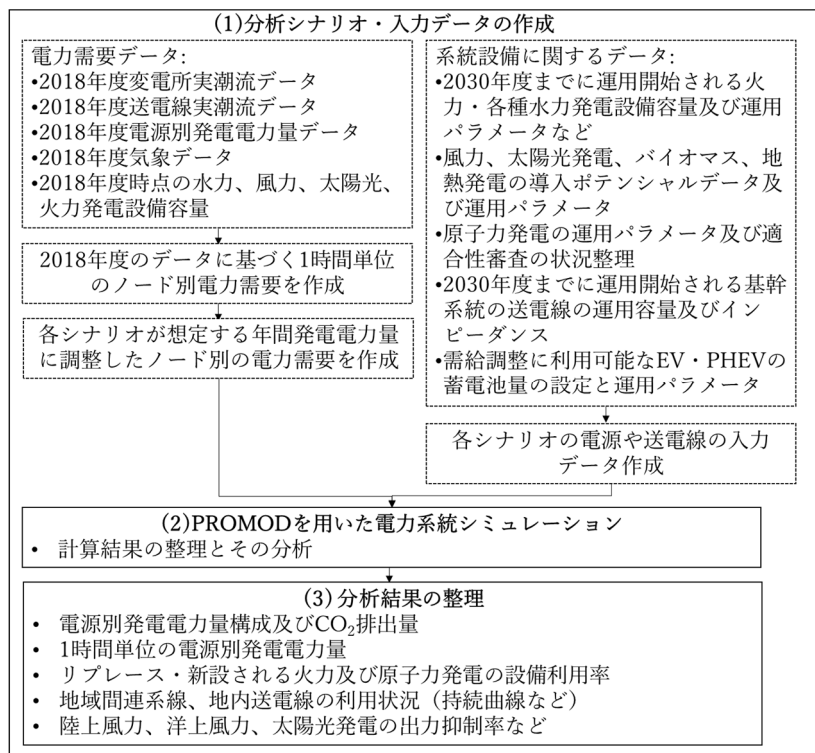 (1)分析シナリオ・入力データの作成
電力需要データ:
•2018年度変電所実潮流データ
•2018年度送電線実潮流データ
•2018年度電源別発電電力量データ
•2018年度気象データ
•2018年度時点の水力、風力、太陽光、
火力発電設備容量
2018年度のデータに基づく1時間単位
のノード別電力需要を作成
各シナリオが想定する年間発電電力量
に調整したノード別の電力需要を作成
系統設備に関するデータ:
•2030年度までに運用開始される火
力・各種水力発電設備容量及び運用
パラメータなど
•風力、太陽光発電、バイオマス、地
熱発電の導入ポテンシャルデータ及
び運用パラメータ
•原子力発電の運用パラメータ及び適
合性審査の状況整理
•2030年度までに運用開始される基幹
系統の送電線の運用容量及びイン
ピーダンス
•需給調整に利用可能なEV・PHEVの
蓄電池量の設定と運用パラメータ
各シナリオの電源や送電線の入力
データ作成
(2)PROMODを用いた電力系統シミュレーション
• 計算結果の整理とその分析
(3) 分析結果の整理
• 電源別発電電力量構成及びCO₂排出量
• 1時間単位の電源別発電電力量
• リプレース・新設される火力及び原子力発電の設備利用率
• 地域間連系線、地内送電線の利用状況（持続曲線など）
• 陸上風力、洋上風力、太陽光発電の出力抑制率など